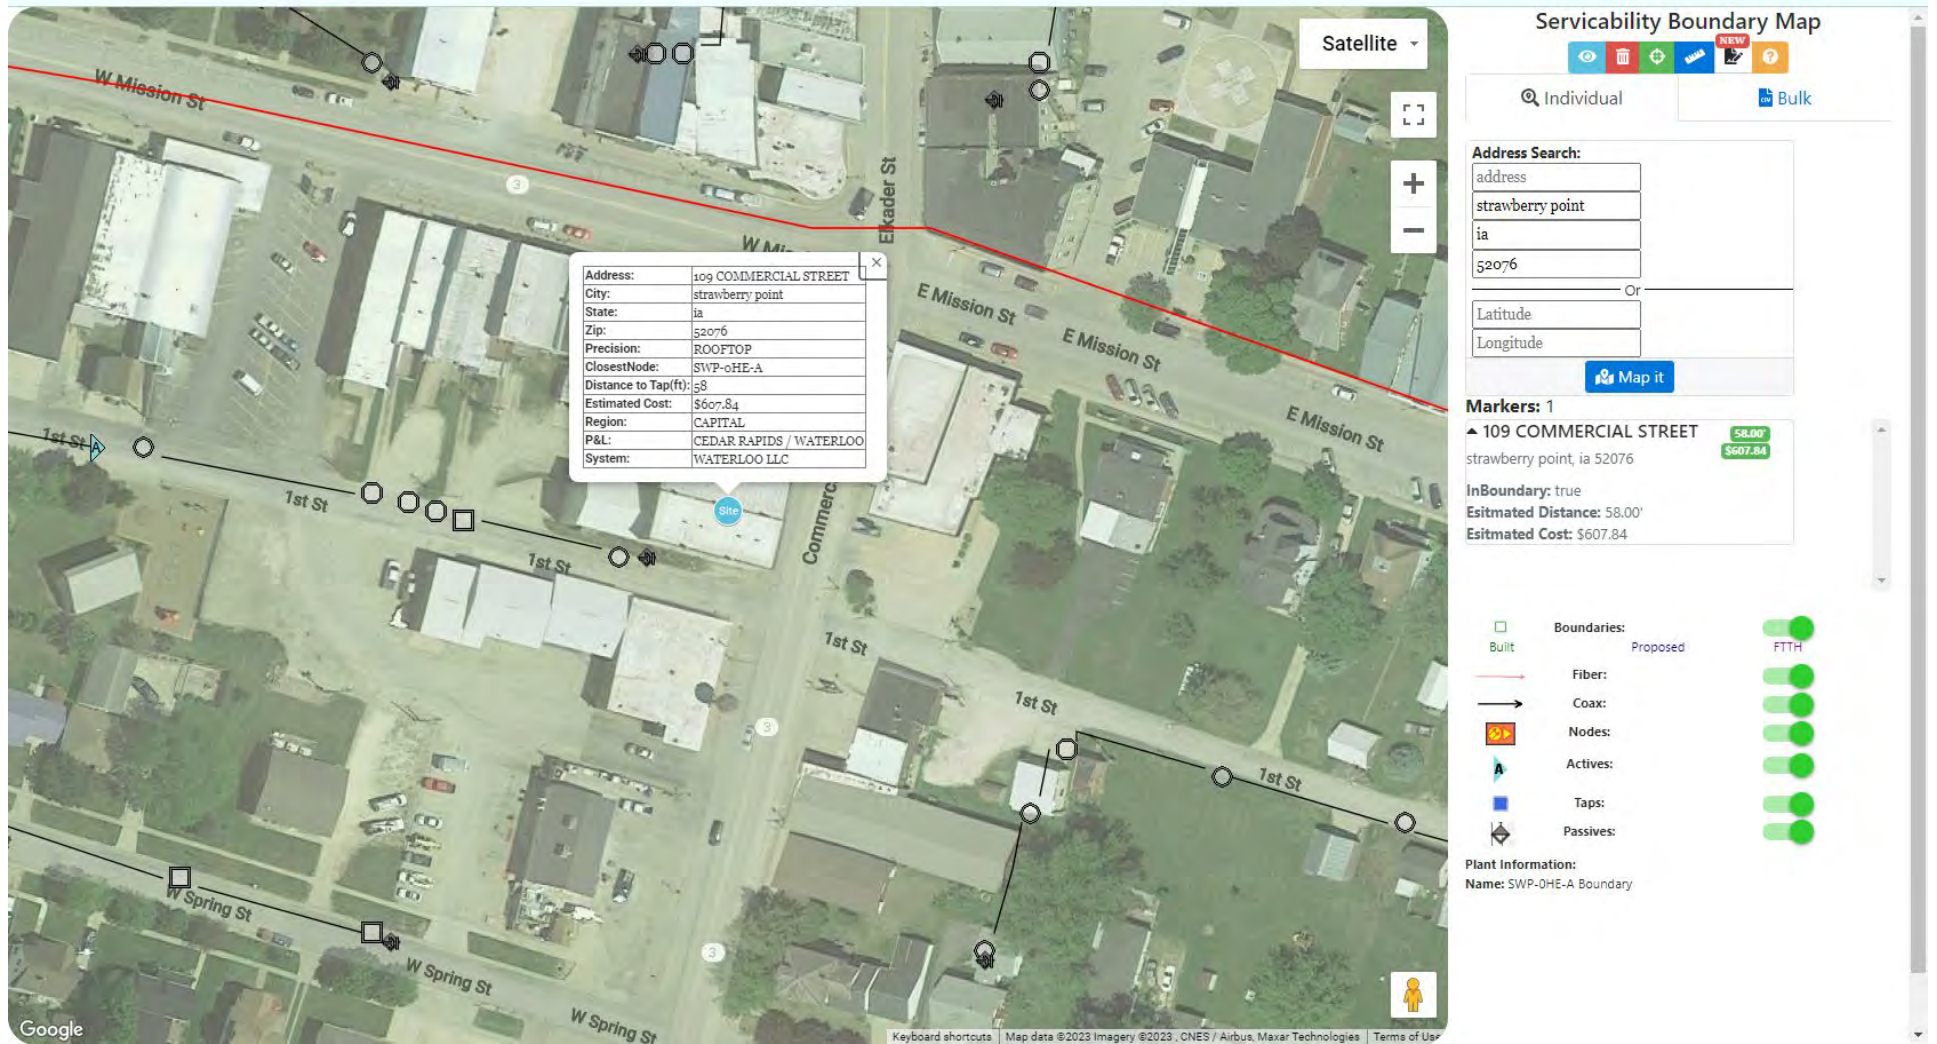 Servicability Boundary Map
NEW
Individual
Bulk
Address Search:
address
strawberry point
ia
52076
Or
Latitude
Longitude
Map it
Markers: 1
109 COMMERCIAL STREET
58.00'
$607.84
strawberry point, ia 52076
InBoundary: true
Esitmated Distance: 58.00'
Esitmated Cost: $607.84
Boundaries:
Built
Proposed
FTTH
Fiber:
Coax:
Nodes:
A
Actives:
Taps:
Passives:
Plant Information:
Name: SWP-0HE-A Boundary
Satellite
W Mission St
3
Elkader St
W Mis
E Mission St
E Mission St
E Mission St
Address: 109 COMMERCIAL STREET
City: strawberry point
State: ia
Zip: 52076
Precision: ROOFTOP
ClosestNode: SWP-0HE-A
Distance to Tap(ft): 58
Estimated Cost: $607.84
Region: CAPITAL
P&L: CEDAR RAPIDS / WATERLOO
System: WATERLOO LLC
Site
1st St
A
1st St
1st St
Commerc
1st St
1st St
1st St
3
3
W Spring St
W Spring St
W Spring St
Google
Keyboard shortcuts
Map data ©2023 Imagery ©2023 , CNES / Airbus, Maxar Technologies
Terms of Use